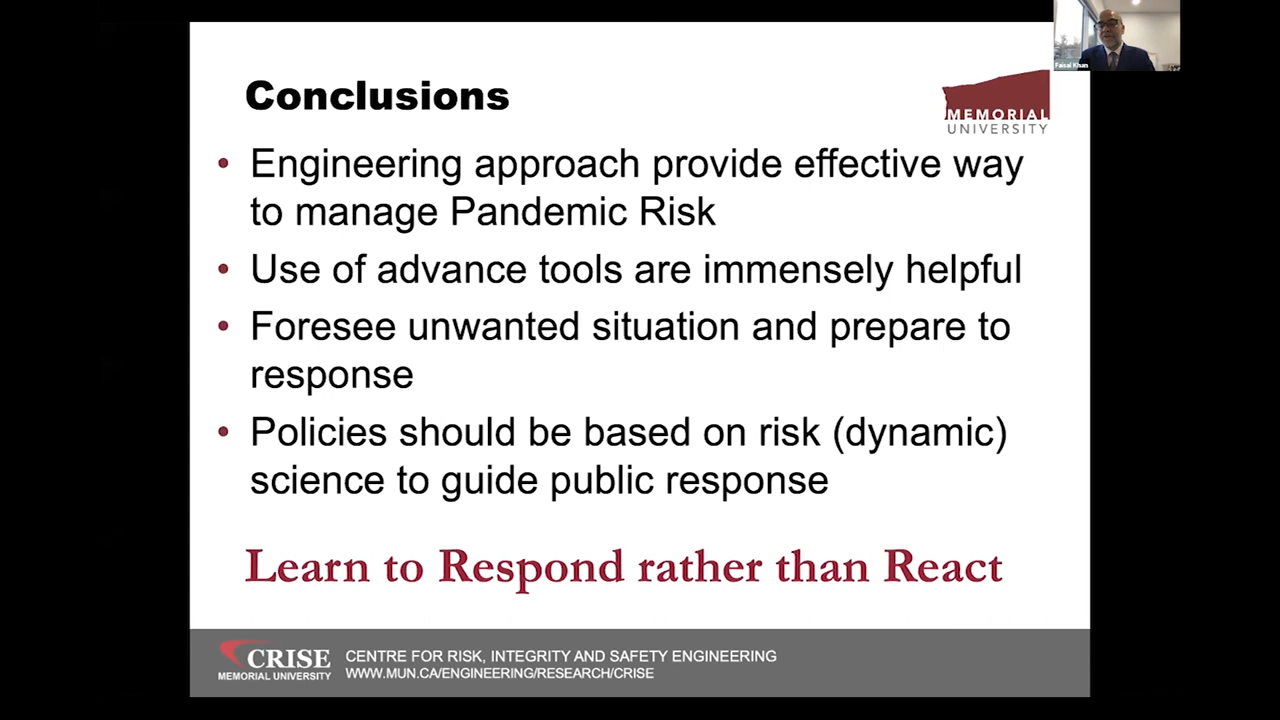 Faisal Khan
Conclusions
MEMORIAL
UNIVERSITY
• Engineering approach provide effective way
to manage Pandemic Risk
• Use of advance tools are immensely helpful
• Foresee unwanted situation and prepare to
response
• Policies should be based on risk (dynamic)
science to guide public response
Learn to Respond rather than React
CRISE
MEMORIAL UNIVERSITY
CENTRE FOR RISK, INTEGRITY AND SAFETY ENGINEERING
WWW.MUN.CA/ENGINEERING/RESEARCH/CRISE